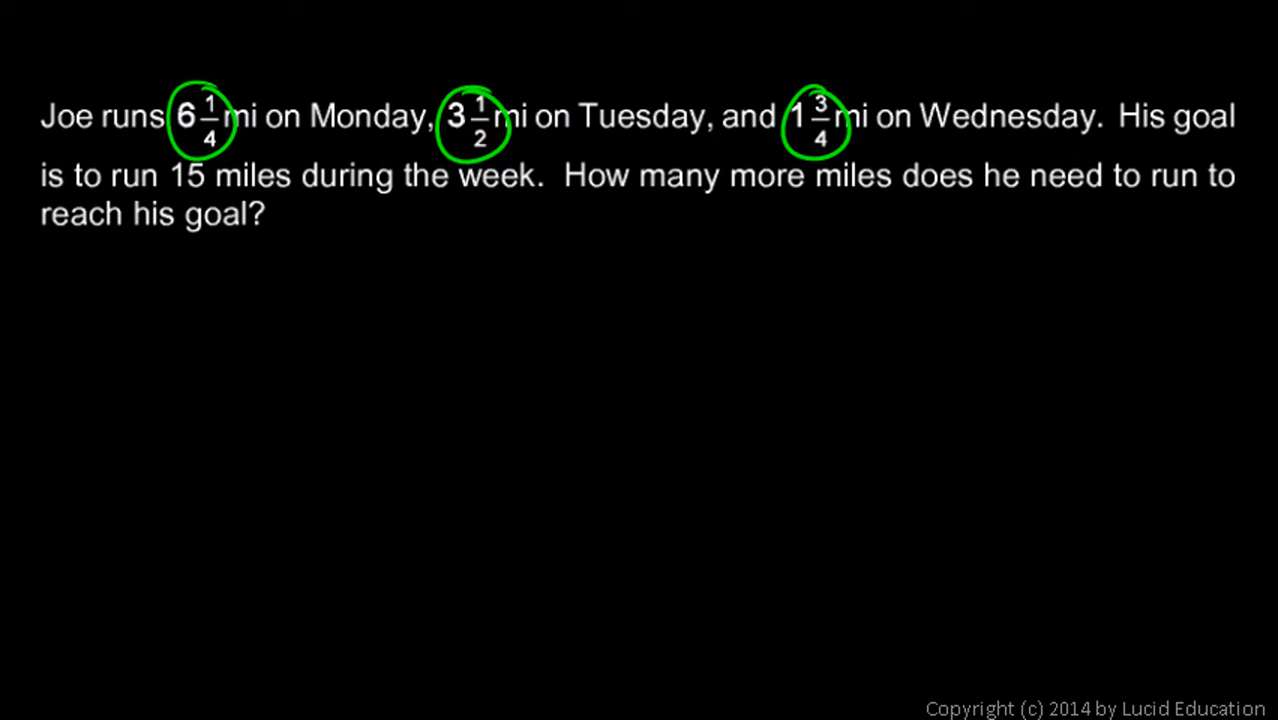 Joe runs 6 1/4 mi on Monday, 3 1/2 mi on Tuesday, and 1 3/4 mi on Wednesday. His goal
is to run 15 miles during the week. How many more miles does he need to run to
reach his goal?
Copyright (c) 2014 by Lucid Education